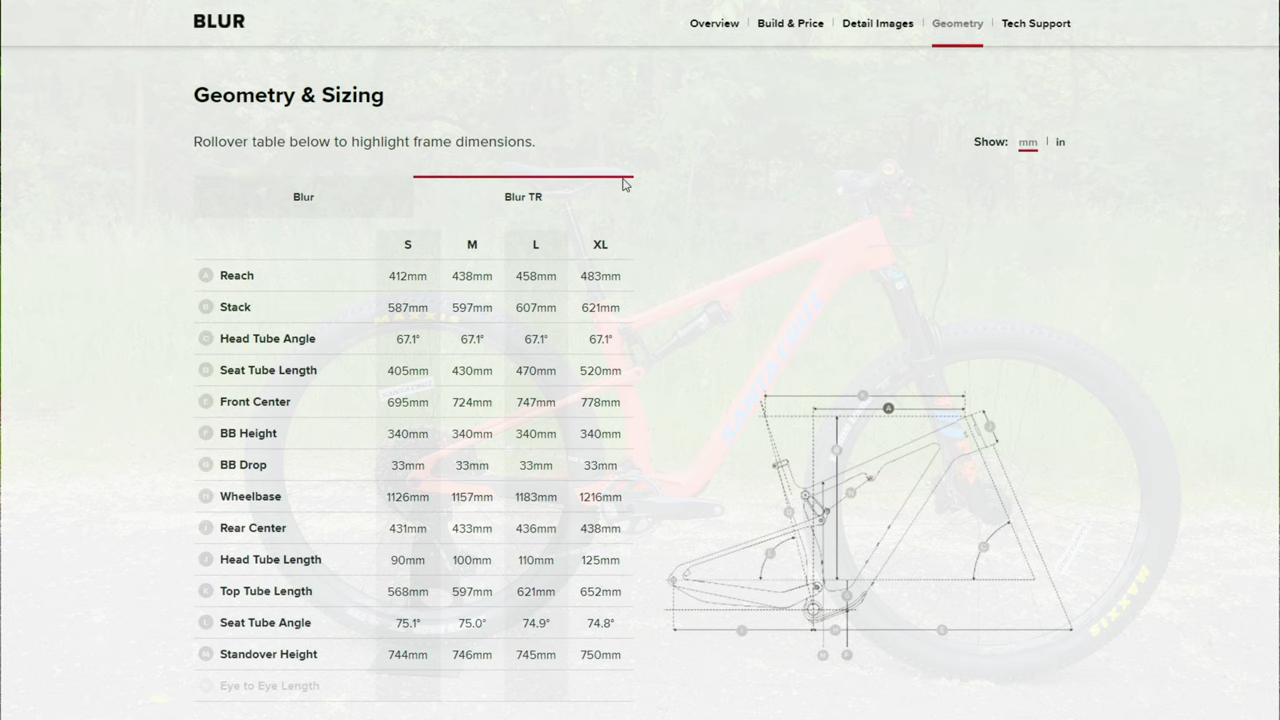 BLUR
Overview | Build & Price | Detail Images | Geometry | Tech Support
Geometry & Sizing
Rollover table below to highlight frame dimensions.
Show: mm | in
Blur Blur TR
S M L XL
A Reach 412mm 438mm 458mm 483mm
B Stack 587mm 597mm 607mm 621mm
C Head Tube Angle 67.1° 67.1° 67.1° 67.1°
D Seat Tube Length 405mm 430mm 470mm 520mm
E Front Center 695mm 724mm 747mm 778mm
F BB Height 340mm 340mm 340mm 340mm
G BB Drop 33mm 33mm 33mm 33mm
H Wheelbase 1126mm 1157mm 1183mm 1216mm
I Rear Center 431mm 433mm 436mm 438mm
J Head Tube Length 90mm 100mm 110mm 125mm
K Top Tube Length 568mm 597mm 621mm 652mm
L Seat Tube Angle 75.1° 75.0° 74.9° 74.8°
M Standover Height 744mm 746mm 745mm 750mm
Eye to Eye Length
A
MAXXIS
SANTA CRUZ
MAXXIS